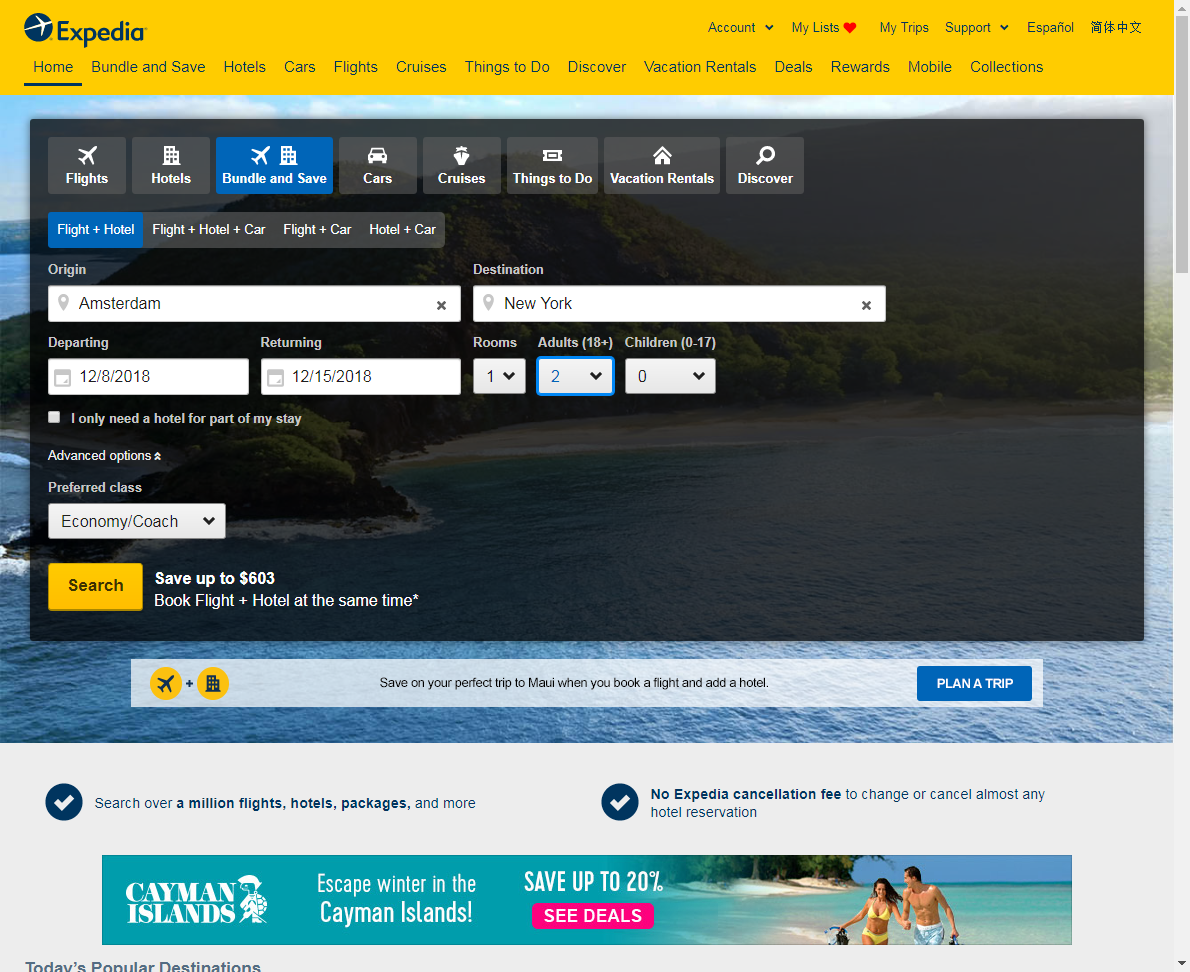 Expedia
Account My Lists My Trips Support Español 简体中文
Home Bundle and Save Hotels Cars Flights Cruises Things to Do Discover Vacation Rentals Deals Rewards Mobile Collections
Flights Hotels Bundle and Save Cars Cruises Things to Do Vacation Rentals Discover
Flight + Hotel Flight + Hotel + Car Flight + Car Hotel + Car
Origin Destination
Amsterdam New York
Departing Returning Rooms Adults (18+) Children (0-17)
12/8/2018 12/15/2018 1 2 0
I only need a hotel for part of my stay
Advanced options
Preferred class
Economy/Coach
Search
Save up to $603
Book Flight + Hotel at the same time*
+ Save on your perfect trip to Maui when you book a flight and add a hotel. PLAN A TRIP
Search over a million flights, hotels, packages, and more
No Expedia cancellation fee to change or cancel almost any
hotel reservation
CAYMAN
ISLANDS
Escape winter in the
Cayman Islands!
SAVE UP TO 20%
SEE DEALS
Today's Popular Destinations